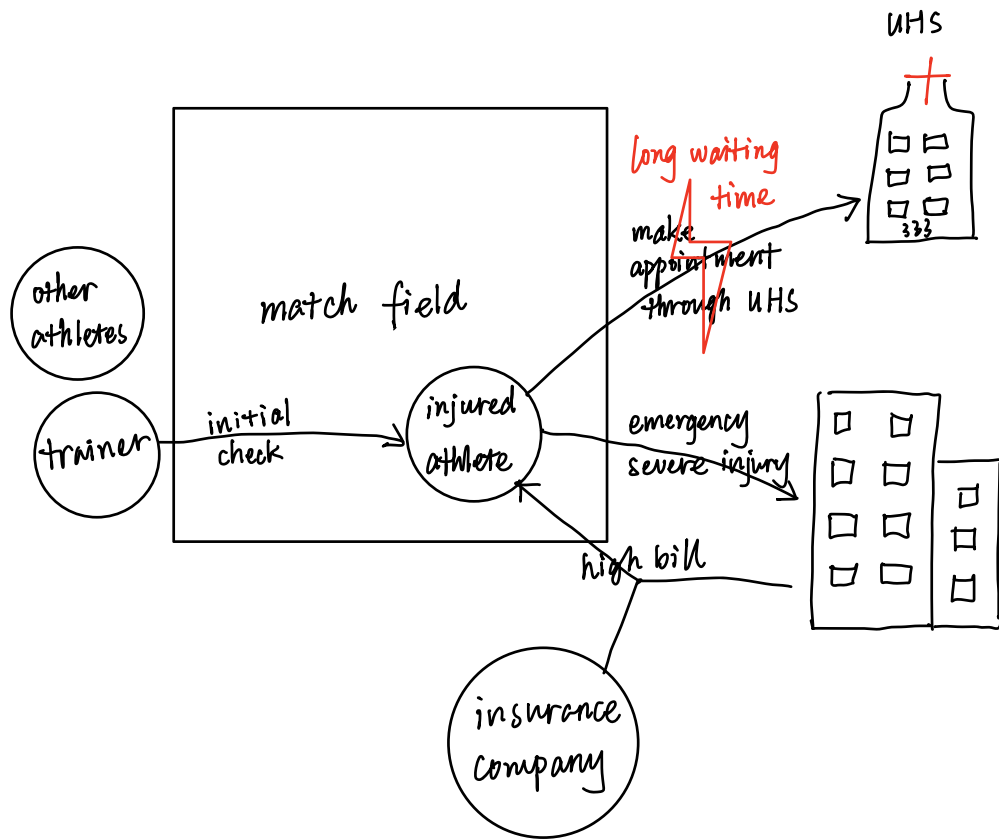 UHS
long waiting
time
make
appointment
through UHS
other
athletes
match field
trainer
initial
check
injured
athlete
emergency
severe injury
high bill
insurance
company